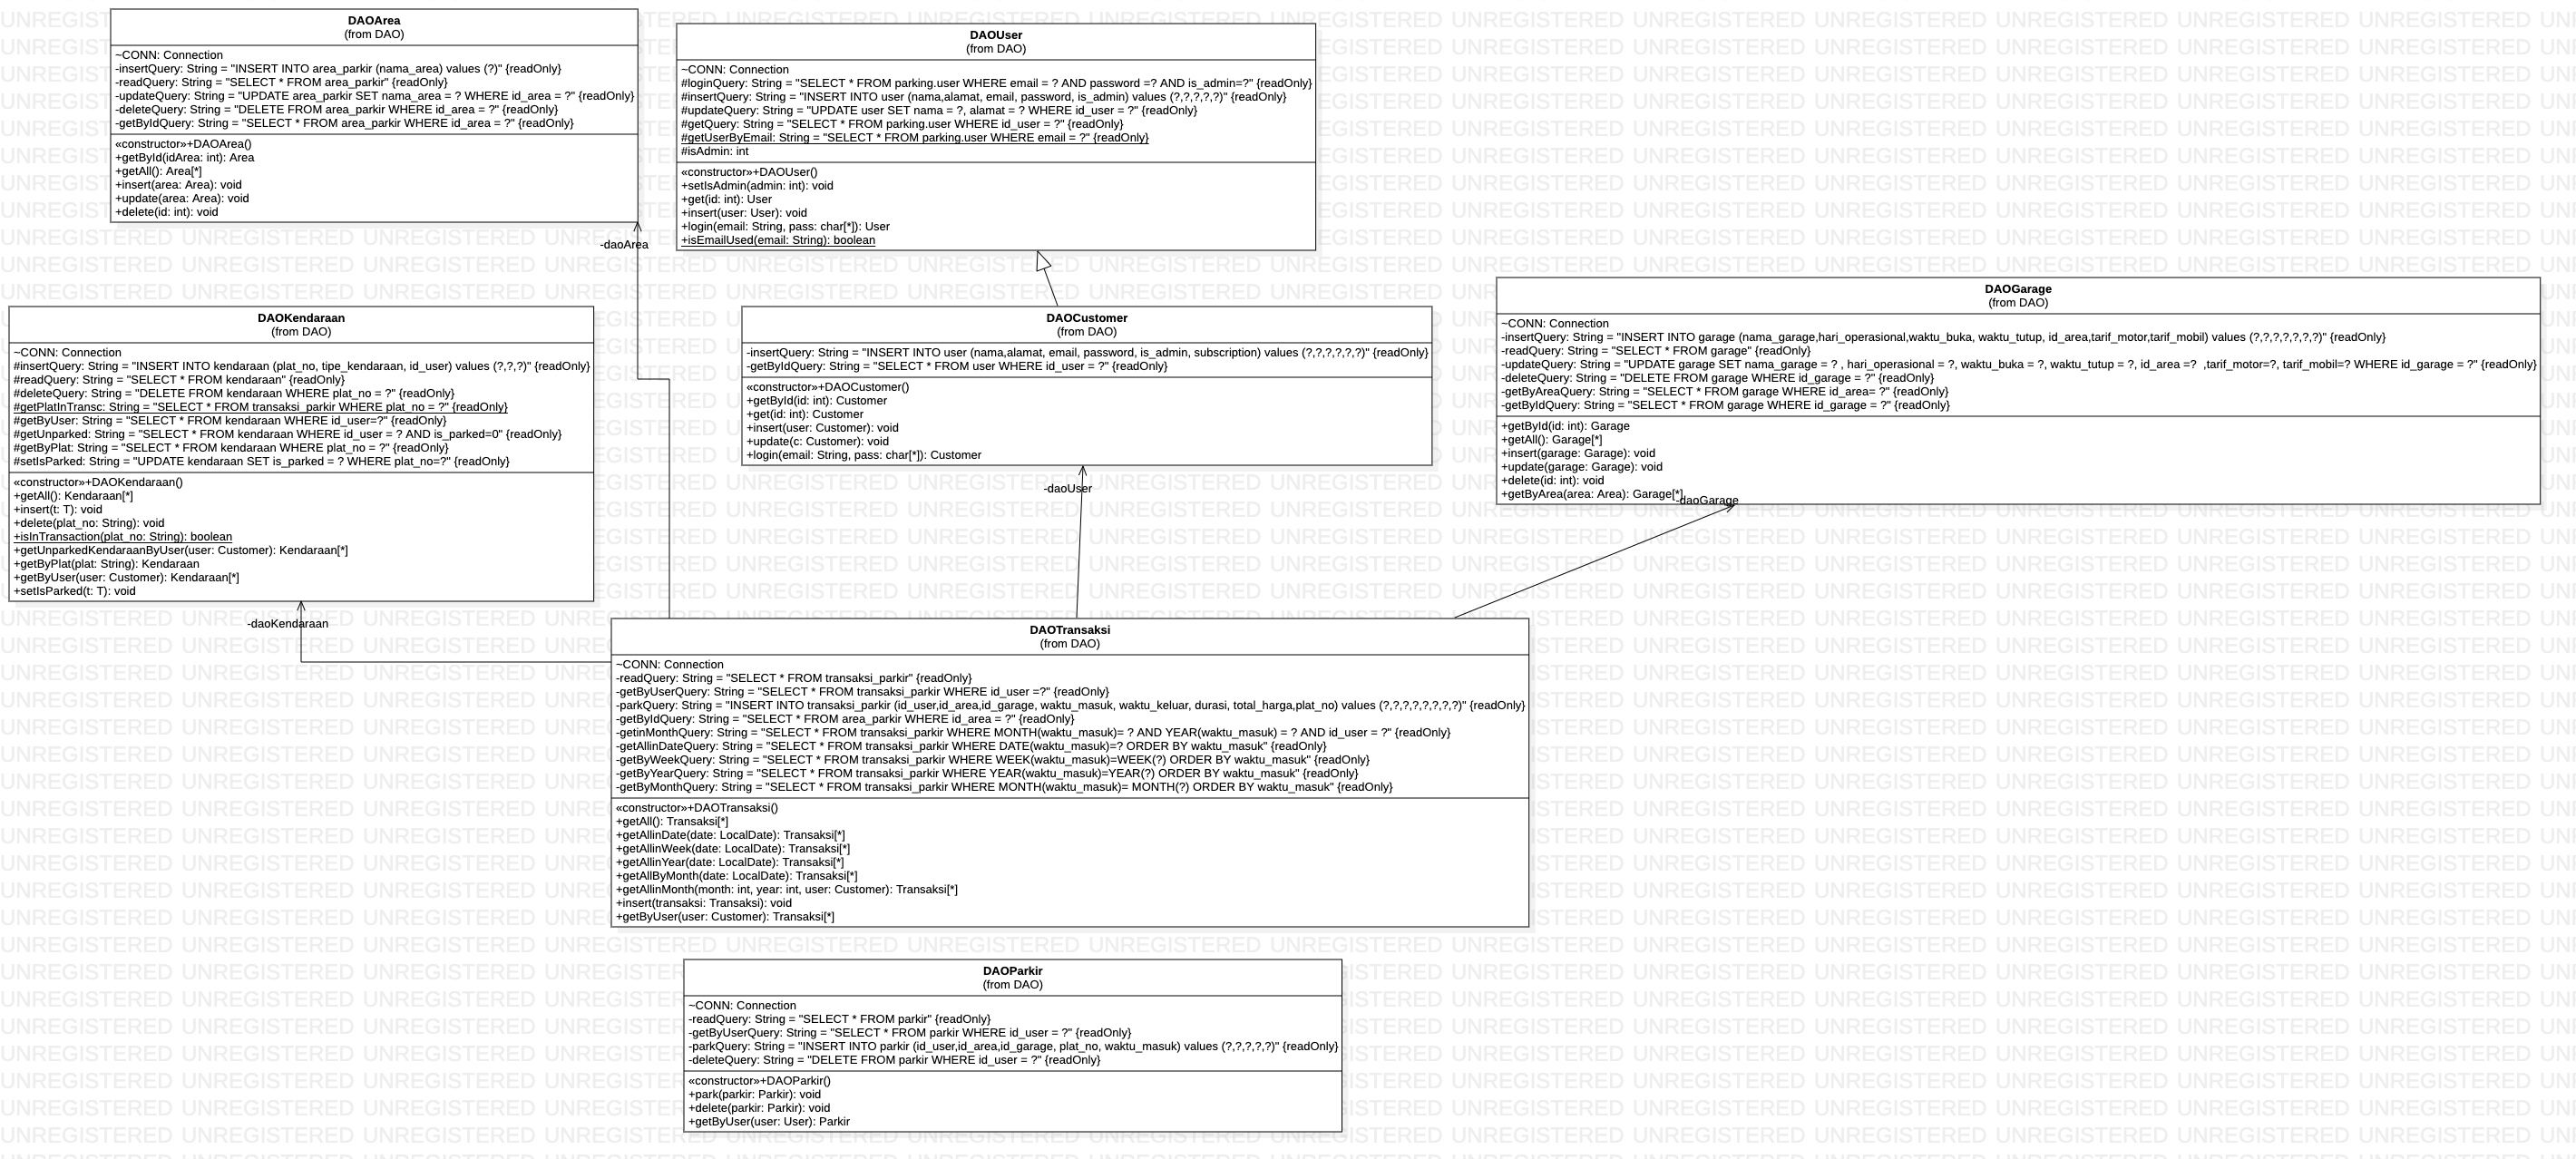 DAOArea
(from DAO)
~CONN: Connection
-insertQuery: String = "INSERT INTO area_parkir (nama_area) values (?)" {readOnly}
-readQuery: String = "SELECT * FROM area_parkir" {readOnly}
-updateQuery: String = "UPDATE area_parkir SET nama_area = ? WHERE id_area = ?" {readOnly}
-deleteQuery: String = "DELETE FROM area_parkir WHERE id_area = ?" {readOnly}
-getByIdQuery: String = "SELECT * FROM area_parkir WHERE id_area = ?" {readOnly}
«constructor»+DAOArea()
+getById(idArea: int): Area
+getAll(): Area[*]
+insert(area: Area): void
+update(area: Area): void
+delete(id: int): void
-daoArea
DAOUser
(from DAO)
~CONN: Connection
#loginQuery: String = "SELECT * FROM parking.user WHERE email = ? AND password =? AND is_admin=?" {readOnly}
#insertQuery: String = "INSERT INTO user (nama,alamat, email, password, is_admin) values (?,?,?,?,?)" {readOnly}
#updateQuery: String = "UPDATE user SET nama = ?, alamat = ? WHERE id_user = ?" {readOnly}
#getQuery: String = "SELECT * FROM parking.user WHERE id_user = ?" {readOnly}
#getUserByEmail: String = "SELECT * FROM parking.user WHERE email = ?" {readOnly}
#isAdmin: int
«constructor»+DAOUser()
+setIsAdmin(admin: int): void
+get(id: int): User
+insert(user: User): void
+login(email: String, pass: char[*]): User
+isEmailUsed(email: String): boolean
DAOKendaraan
(from DAO)
~CONN: Connection
#insertQuery: String = "INSERT INTO kendaraan (plat_no, tipe_kendaraan, id_user) values (?,?,?)" {readOnly}
#readQuery: String = "SELECT * FROM kendaraan" {readOnly}
#deleteQuery: String = "DELETE FROM kendaraan WHERE plat_no = ?" {readOnly}
#getPlatInTransc: String = "SELECT * FROM transaksi_parkir WHERE plat_no = ?" {readOnly}
#getByUser: String = "SELECT * FROM kendaraan WHERE id_user=?" {readOnly}
#getUnparked: String = "SELECT * FROM kendaraan WHERE id_user = ? AND is_parked=0" {readOnly}
#getByPlat: String = "SELECT * FROM kendaraan WHERE plat_no = ?" {readOnly}
#setIsParked: String = "UPDATE kendaraan SET is_parked = ? WHERE plat_no=?" {readOnly}
«constructor»+DAOKendaraan()
+getAll(): Kendaraan[*]
+insert(t: T): void
+delete(plat_no: String): void
+isInTransaction(plat_no: String): boolean
+getUnparkedKendaraanByUser(user: Customer): Kendaraan[*]
+getByPlat(plat: String): Kendaraan
+getByUser(user: Customer): Kendaraan[*]
+setIsParked(t: T): void
-daoKendaraan
DAOCustomer
(from DAO)
-insertQuery: String = "INSERT INTO user (nama,alamat, email, password, is_admin, subscription) values (?,?,?,?,?,?)" {readOnly}
-getByIdQuery: String = "SELECT * FROM user WHERE id_user = ?" {readOnly}
«constructor»+DAOCustomer()
+getById(id: int): Customer
+get(id: int): Customer
+insert(user: Customer): void
+update(c: Customer): void
+login(email: String, pass: char[*]): Customer
-daoUser
DAOGarage
(from DAO)
~CONN: Connection
-insertQuery: String = "INSERT INTO garage (nama_garage,hari_operasional,waktu_buka, waktu_tutup, id_area,tarif_motor,tarif_mobil) values (?,?,?,?,?,?,?)" {readOnly}
-readQuery: String = "SELECT * FROM garage" {readOnly}
-updateQuery: String = "UPDATE garage SET nama_garage = ? , hari_operasional = ?, waktu_buka = ?, waktu_tutup = ?, id_area =?  ,tarif_motor=?, tarif_mobil=? WHERE id_garage = ?" {readOnly}
-deleteQuery: String = "DELETE FROM garage WHERE id_garage = ?" {readOnly}
-getByAreaQuery: String = "SELECT * FROM garage WHERE id_area= ?" {readOnly}
-getByIdQuery: String = "SELECT * FROM garage WHERE id_garage = ?" {readOnly}
+getById(id: int): Garage
+getAll(): Garage[*]
+insert(garage: Garage): void
+update(garage: Garage): void
+delete(id: int): void
+getByArea(area: Area): Garage[*]
-daoGarage
DAOTransaksi
(from DAO)
~CONN: Connection
-readQuery: String = "SELECT * FROM transaksi_parkir" {readOnly}
-getByUserQuery: String = "SELECT * FROM transaksi_parkir WHERE id_user =?" {readOnly}
-parkQuery: String = "INSERT INTO transaksi_parkir (id_user,id_area,id_garage, waktu_masuk, waktu_keluar, durasi, total_harga,plat_no) values (?,?,?,?,?,?,?,?)" {readOnly}
-getByIdQuery: String = "SELECT * FROM area_parkir WHERE id_area = ?" {readOnly}
-getinMonthQuery: String = "SELECT * FROM transaksi_parkir WHERE MONTH(waktu_masuk)= ? AND YEAR(waktu_masuk) = ? AND id_user = ?" {readOnly}
-getAllinDateQuery: String = "SELECT * FROM transaksi_parkir WHERE DATE(waktu_masuk)=? ORDER BY waktu_masuk" {readOnly}
-getByWeekQuery: String = "SELECT * FROM transaksi_parkir WHERE WEEK(waktu_masuk)=WEEK(?) ORDER BY waktu_masuk" {readOnly}
-getByYearQuery: String = "SELECT * FROM transaksi_parkir WHERE YEAR(waktu_masuk)=YEAR(?) ORDER BY waktu_masuk" {readOnly}
-getByMonthQuery: String = "SELECT * FROM transaksi_parkir WHERE MONTH(waktu_masuk)= MONTH(?) ORDER BY waktu_masuk" {readOnly}
«constructor»+DAOTransaksi()
+getAll(): Transaksi[*]
+getAllinDate(date: LocalDate): Transaksi[*]
+getAllinWeek(date: LocalDate): Transaksi[*]
+getAllinYear(date: LocalDate): Transaksi[*]
+getAllByMonth(date: LocalDate): Transaksi[*]
+getAllinMonth(month: int, year: int, user: Customer): Transaksi[*]
+insert(transaksi: Transaksi): void
+getByUser(user: Customer): Transaksi[*]
DAOParkir
(from DAO)
~CONN: Connection
-readQuery: String = "SELECT * FROM parkir" {readOnly}
-getByUserQuery: String = "SELECT * FROM parkir WHERE id_user = ?" {readOnly}
-parkQuery: String = "INSERT INTO parkir (id_user,id_area,id_garage, plat_no, waktu_masuk) values (?,?,?,?,?)" {readOnly}
-deleteQuery: String = "DELETE FROM parkir WHERE id_user = ?" {readOnly}
«constructor»+DAOParkir()
+park(parkir: Parkir): void
+delete(parkir: Parkir): void
+getByUser(user: User): Parkir
UNREGISTERED